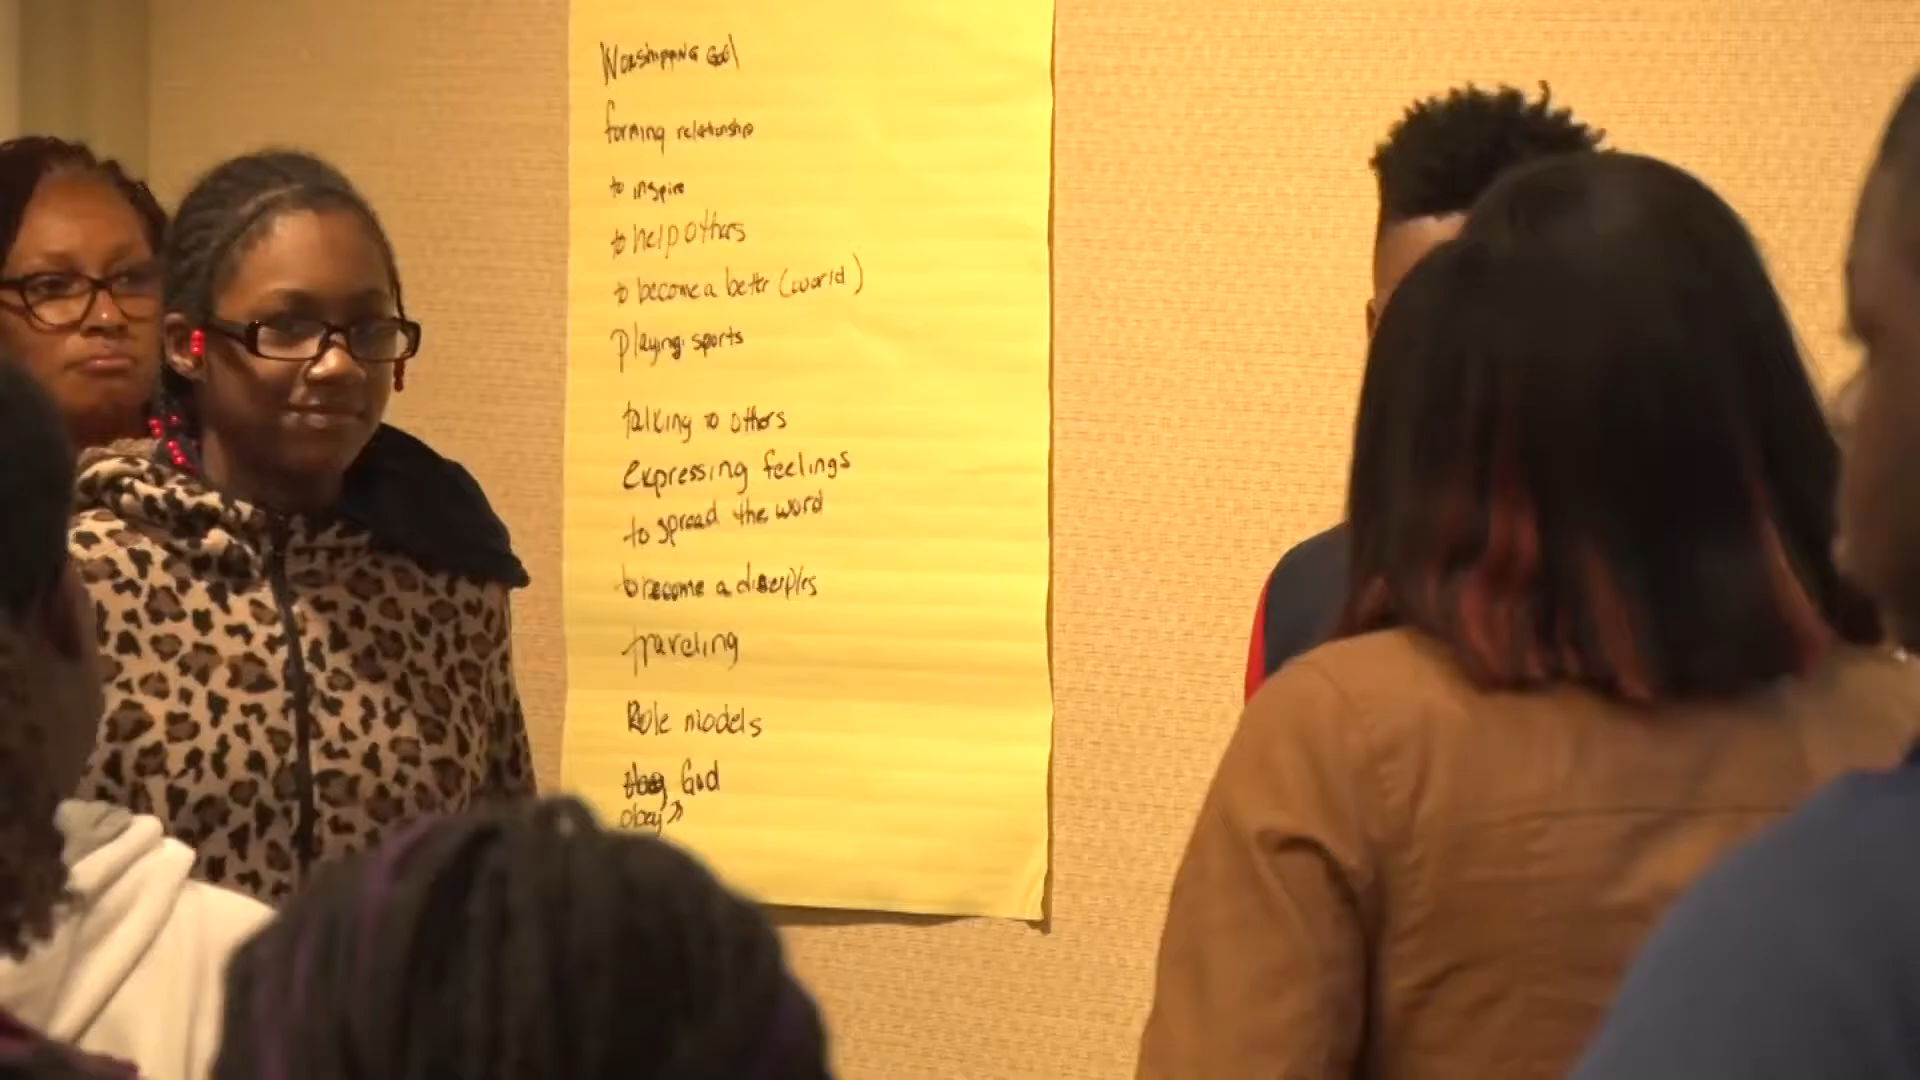 Worshipping God
forming relationship
to inspire
to help others
to become a better (world)
Playing sports
talking to others
expressing feelings
to spread the word
to become a disciples
traveling
Role models
God
obey